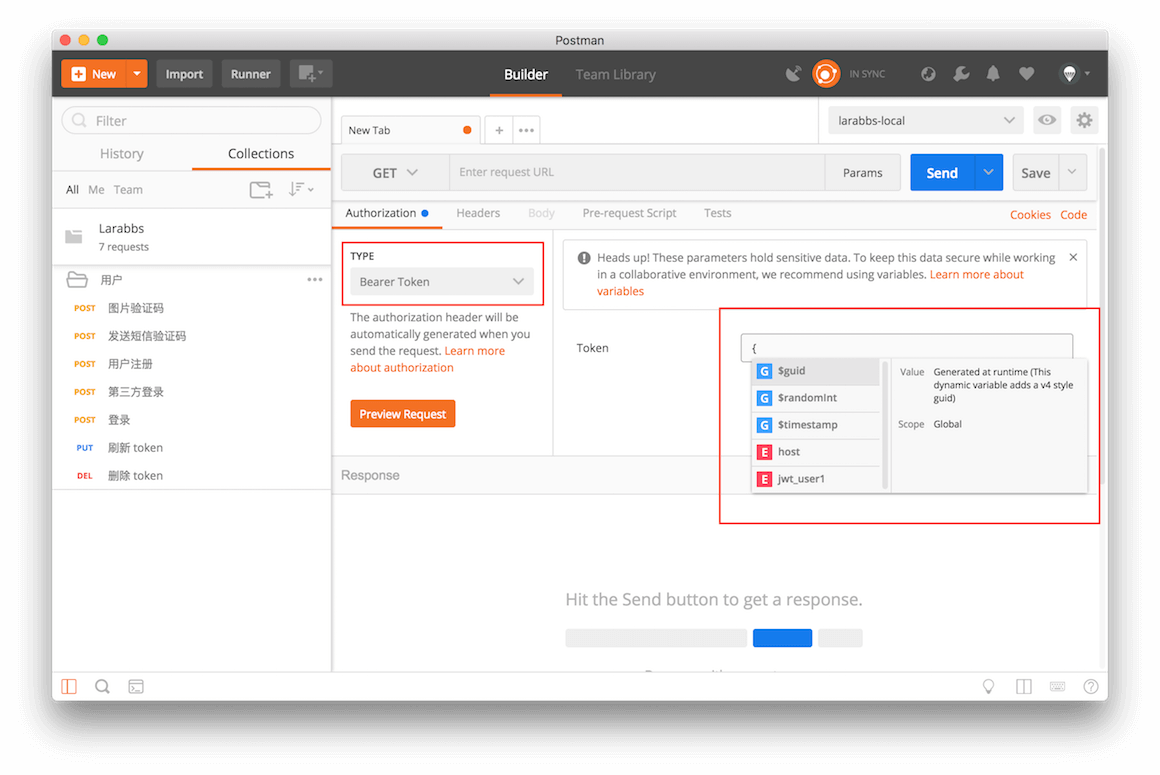 Postman
New
Import
Runner
Builder
Team Library
IN SYNC
Filter
History
Collections
All Me Team
Larabbs
7 requests
用户
POST 图片验证码
POST 发送短信验证码
POST 用户注册
POST 第三方登录
POST 登录
PUT 刷新 token
DEL 删除 token
New Tab
larabbs-local
GET
Enter request URL
Params
Send
Save
Authorization
Headers
Body
Pre-request Script
Tests
Cookies
Code
TYPE
Bearer Token
The authorization header will be
automatically generated when you
send the request. Learn more
about authorization
Preview Request
Heads up! These parameters hold sensitive data. To keep this data secure while working
in a collaborative environment, we recommend using variables. Learn more about
variables
Token
{
G $guid
G $randomInt
G $timestamp
E host
E jwt_user1
Value Generated at runtime (This
dynamic variable adds a v4 style
guid)
Scope Global
Response
Hit the Send button to get a response.